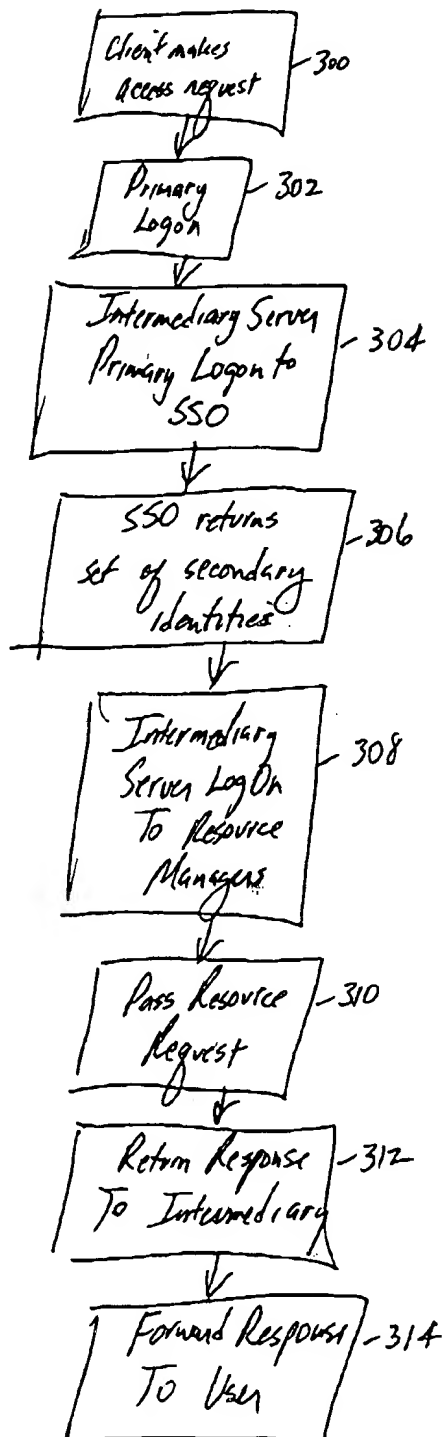 Client makes
access request
300
Primary
Logon
302
Intermediary Server
Primary Logon to
SSO
304
SSO returns
set of secondary
identities
306
Intermediary
Server LogOn
To Resource
Managers
308
Pass Resource
Request
310
Return Response
To Intermediary
312
Forward Response
To User
314